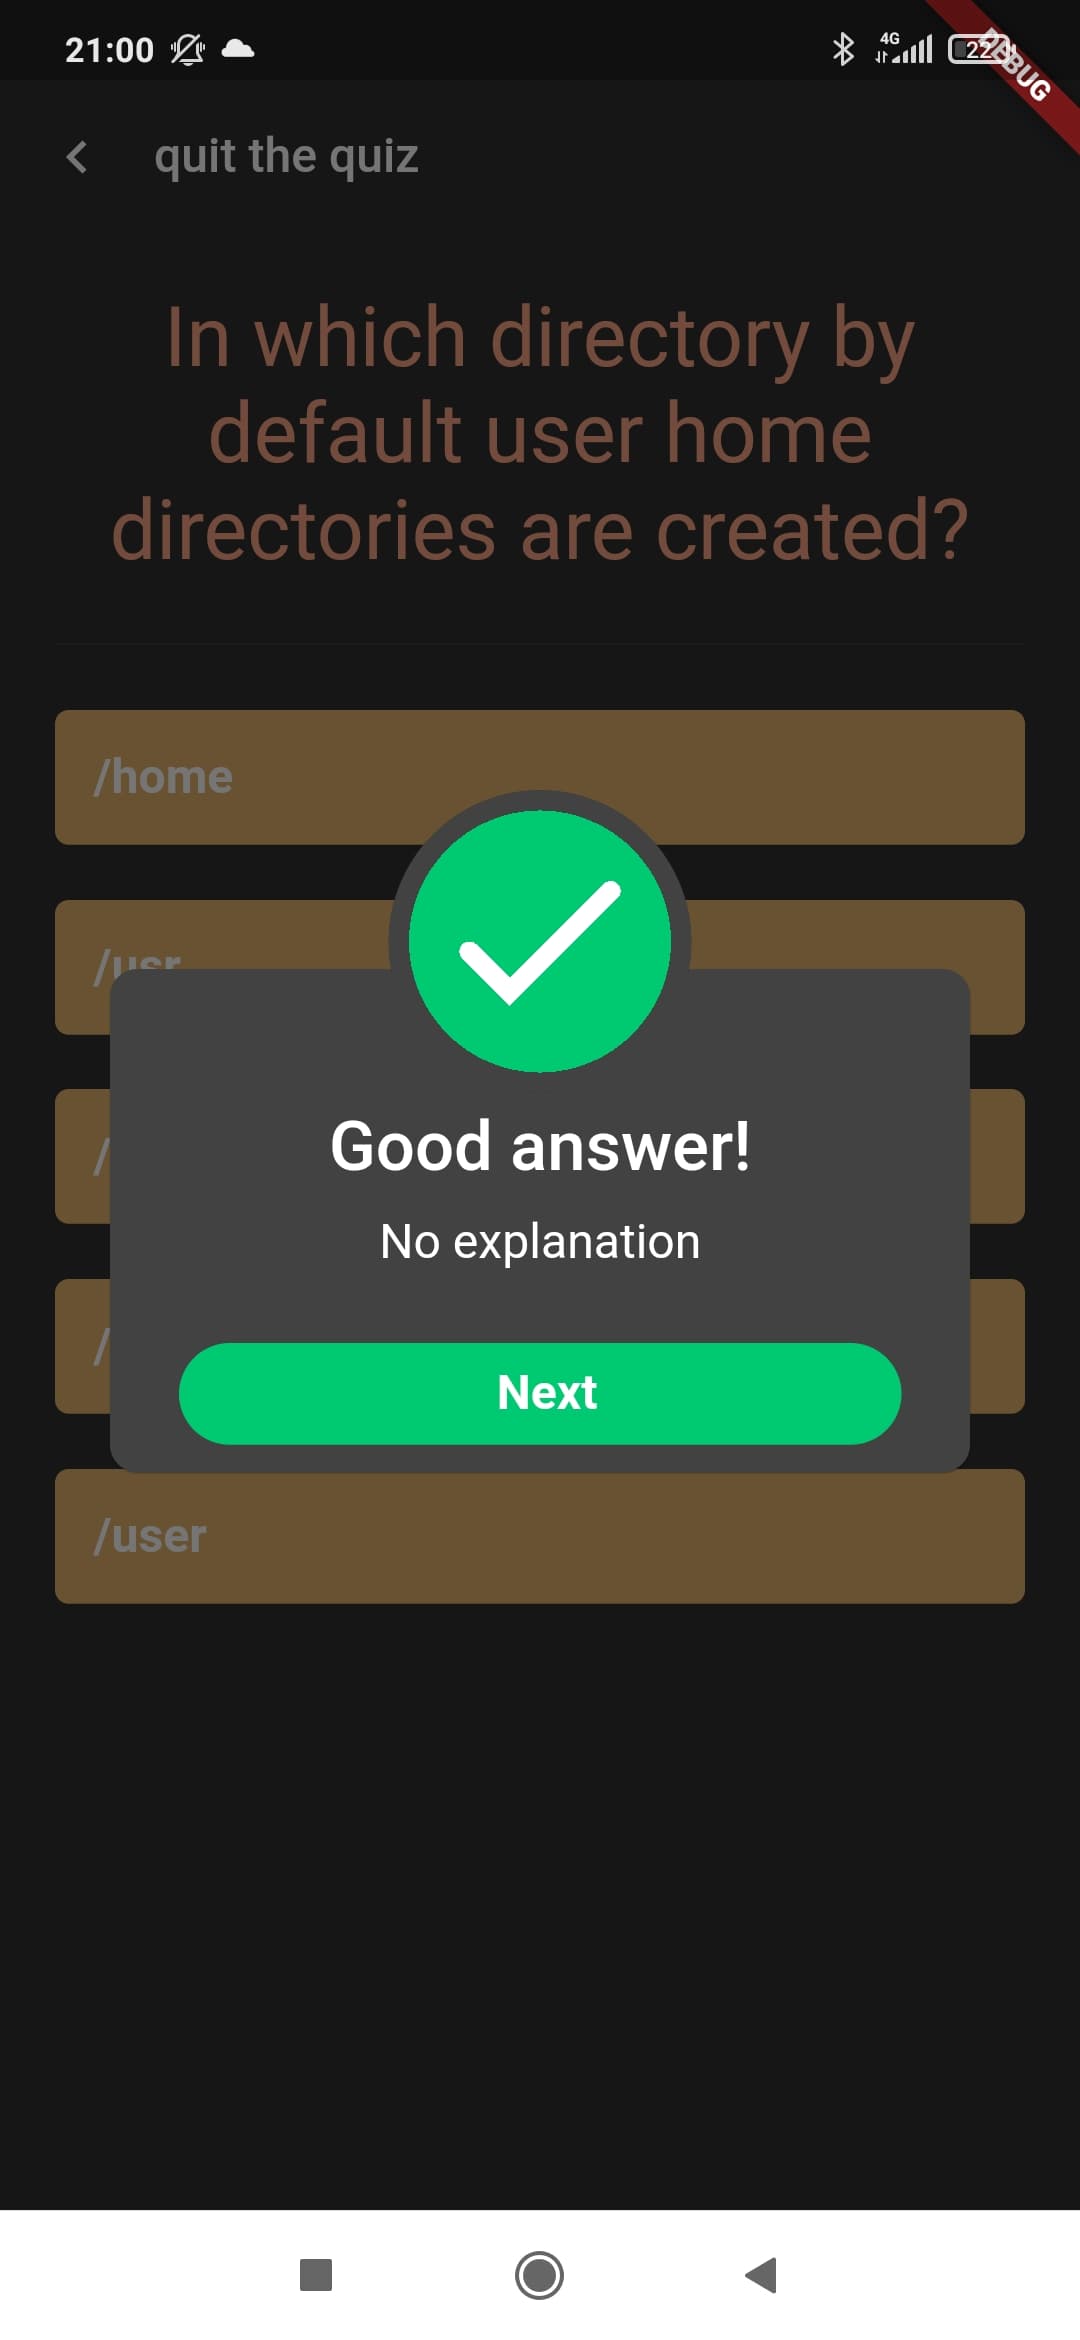 21:00
4G
22
DEBUG
quit the quiz
In which directory by
default user home
directories are created?
/home
/usr
/
Good answer!
No explanation
/
Next
/user